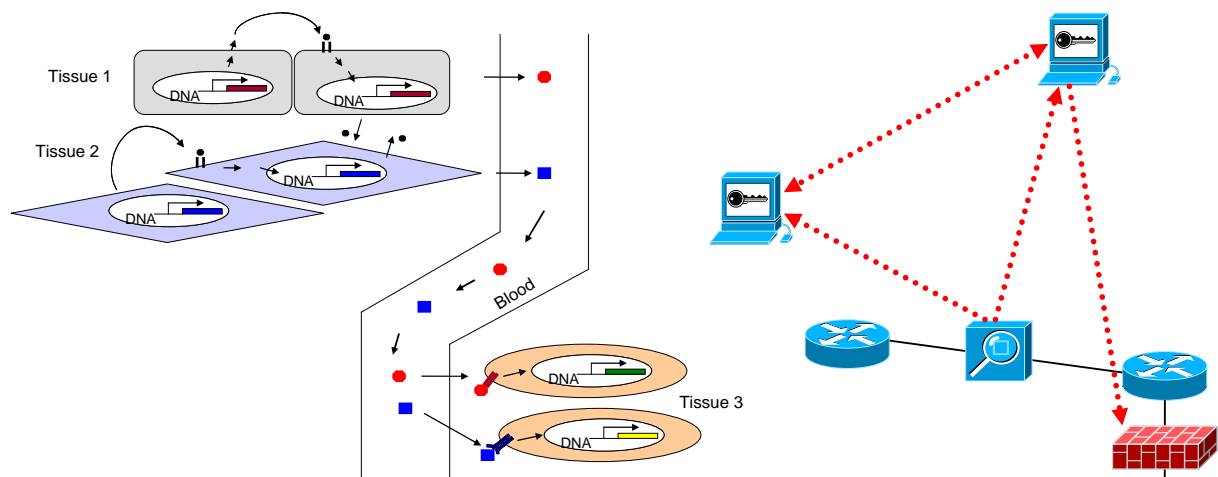 Tissue 1
DNA
DNA
Tissue 2
DNA
DNA
Blood
DNA
Tissue 3
DNA